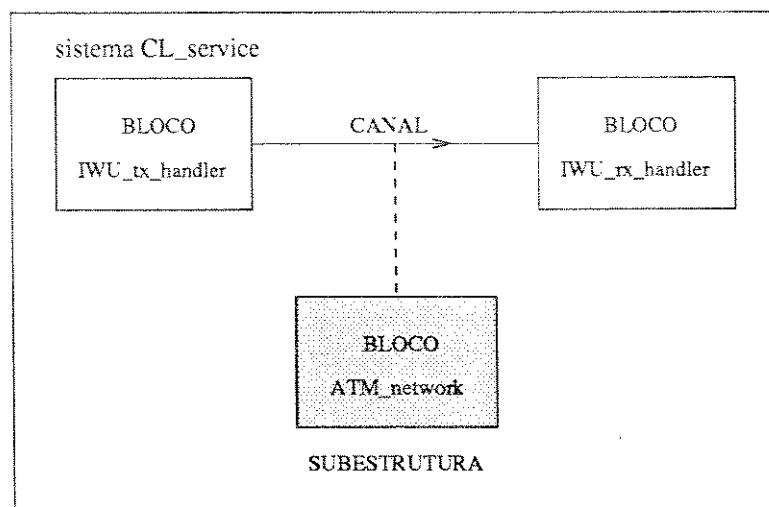 sistema CL_service
BLOCO
IWU_tx_handler
CANAL
BLOCO
IWU_rx_handler
BLOCO
ATM_network
SUBESTRUTURA